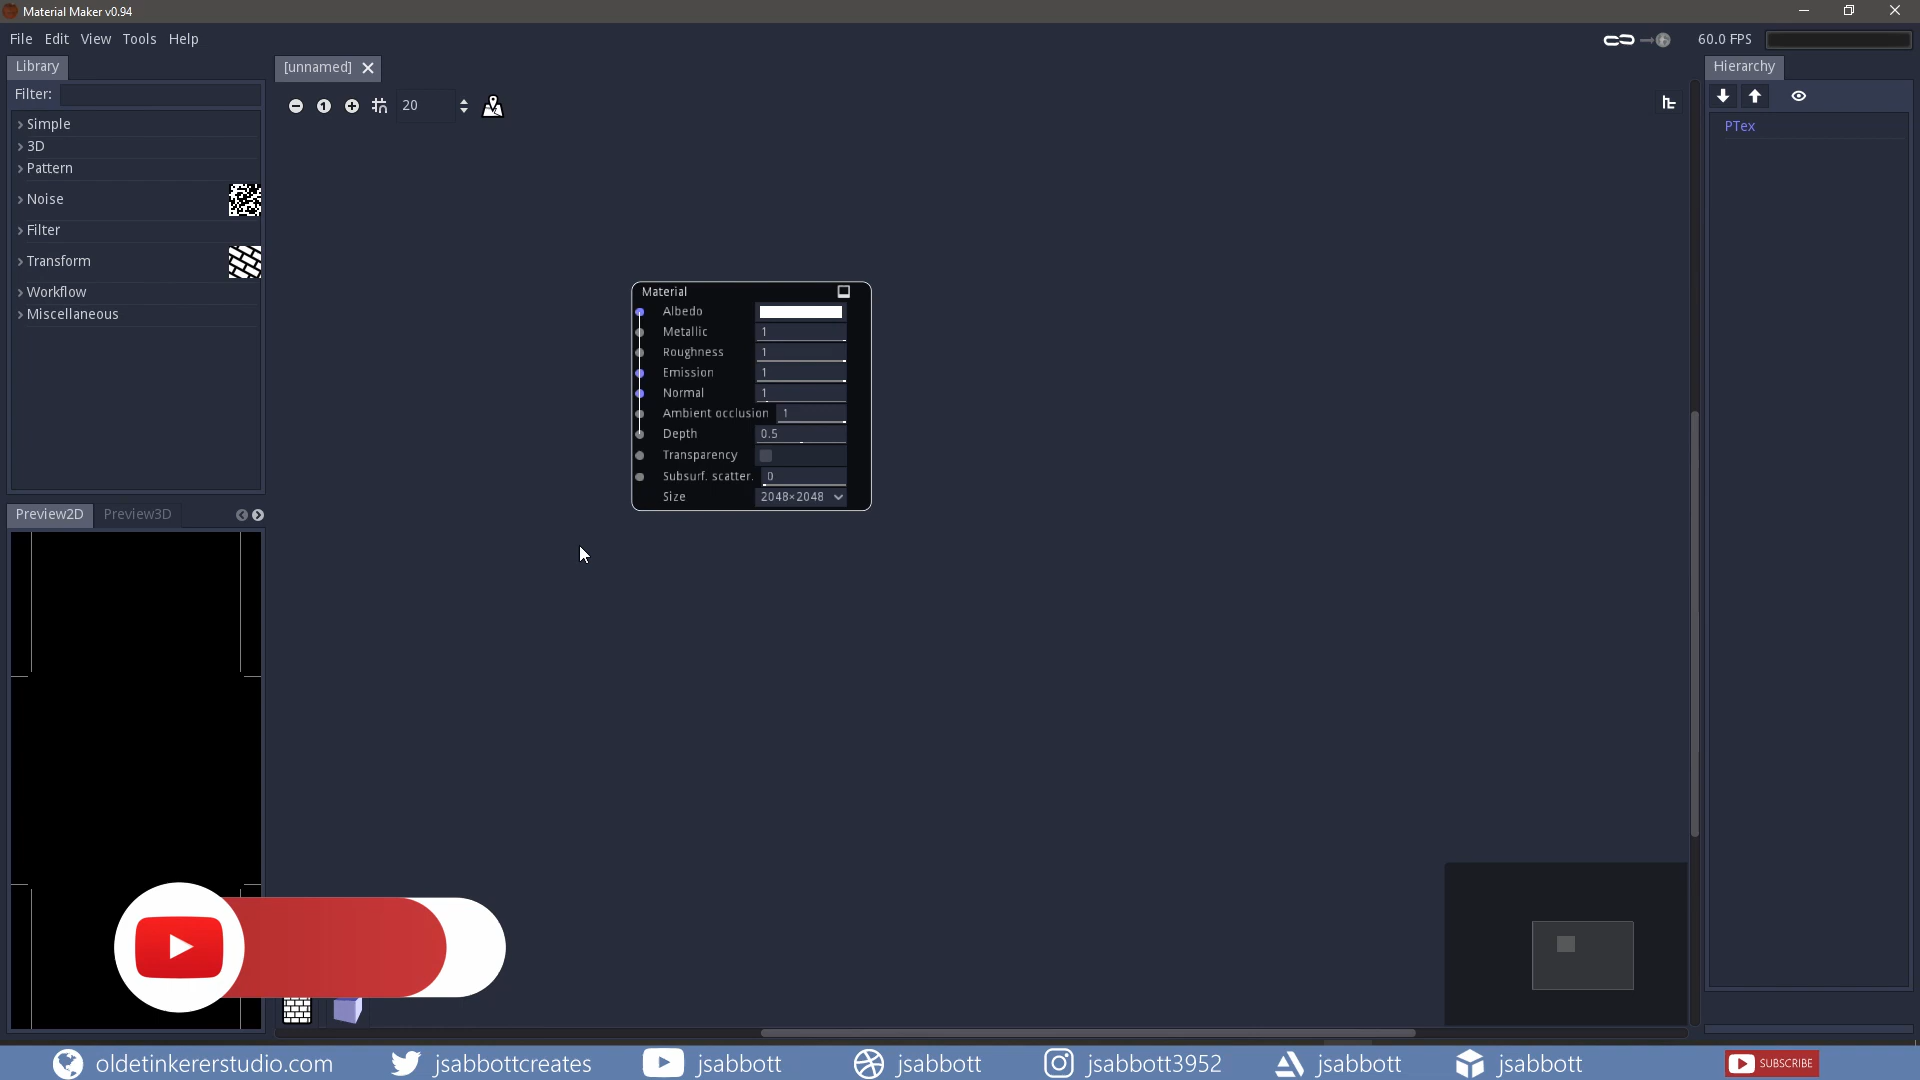 Material Maker v0.94
File Edit View Tools Help
60.0 FPS
Library
[unnamed]
Hierarchy
Filter:
20
Simple
3D
Pattern
Noise
Filter
Transform
Workflow
Miscellaneous
PTex
Material
Albedo
Metallic 1
Roughness 1
Emission 1
Normal 1
Ambient occlusion 1
Depth 0.5
Transparency
Subsurf. scatter. 0
Size 2048×2048
Preview2D Preview3D
oldetinkererstudio.com jsabbottcreates jsabbott jsabbott jsabbott3952 jsabbott jsabbott SUBSCRIBE